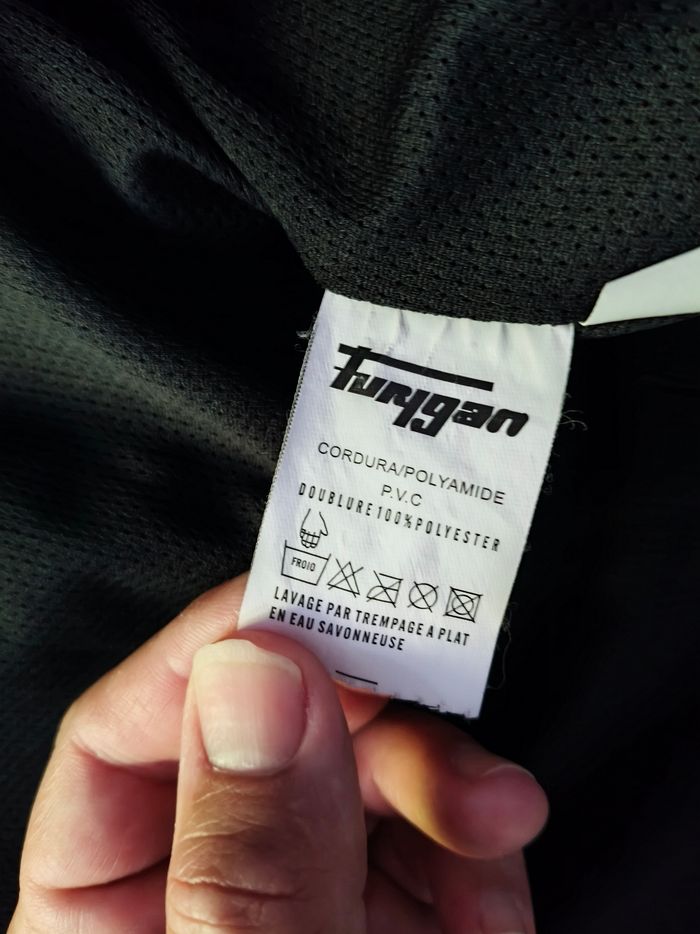 Furygan
CORDURA/POLYAMIDE
P.V.C
DOUBLURE 100% POLYESTER
FROID
LAVAGE PAR TREMPAGE A PLAT
EN EAU SAVONNEUSE